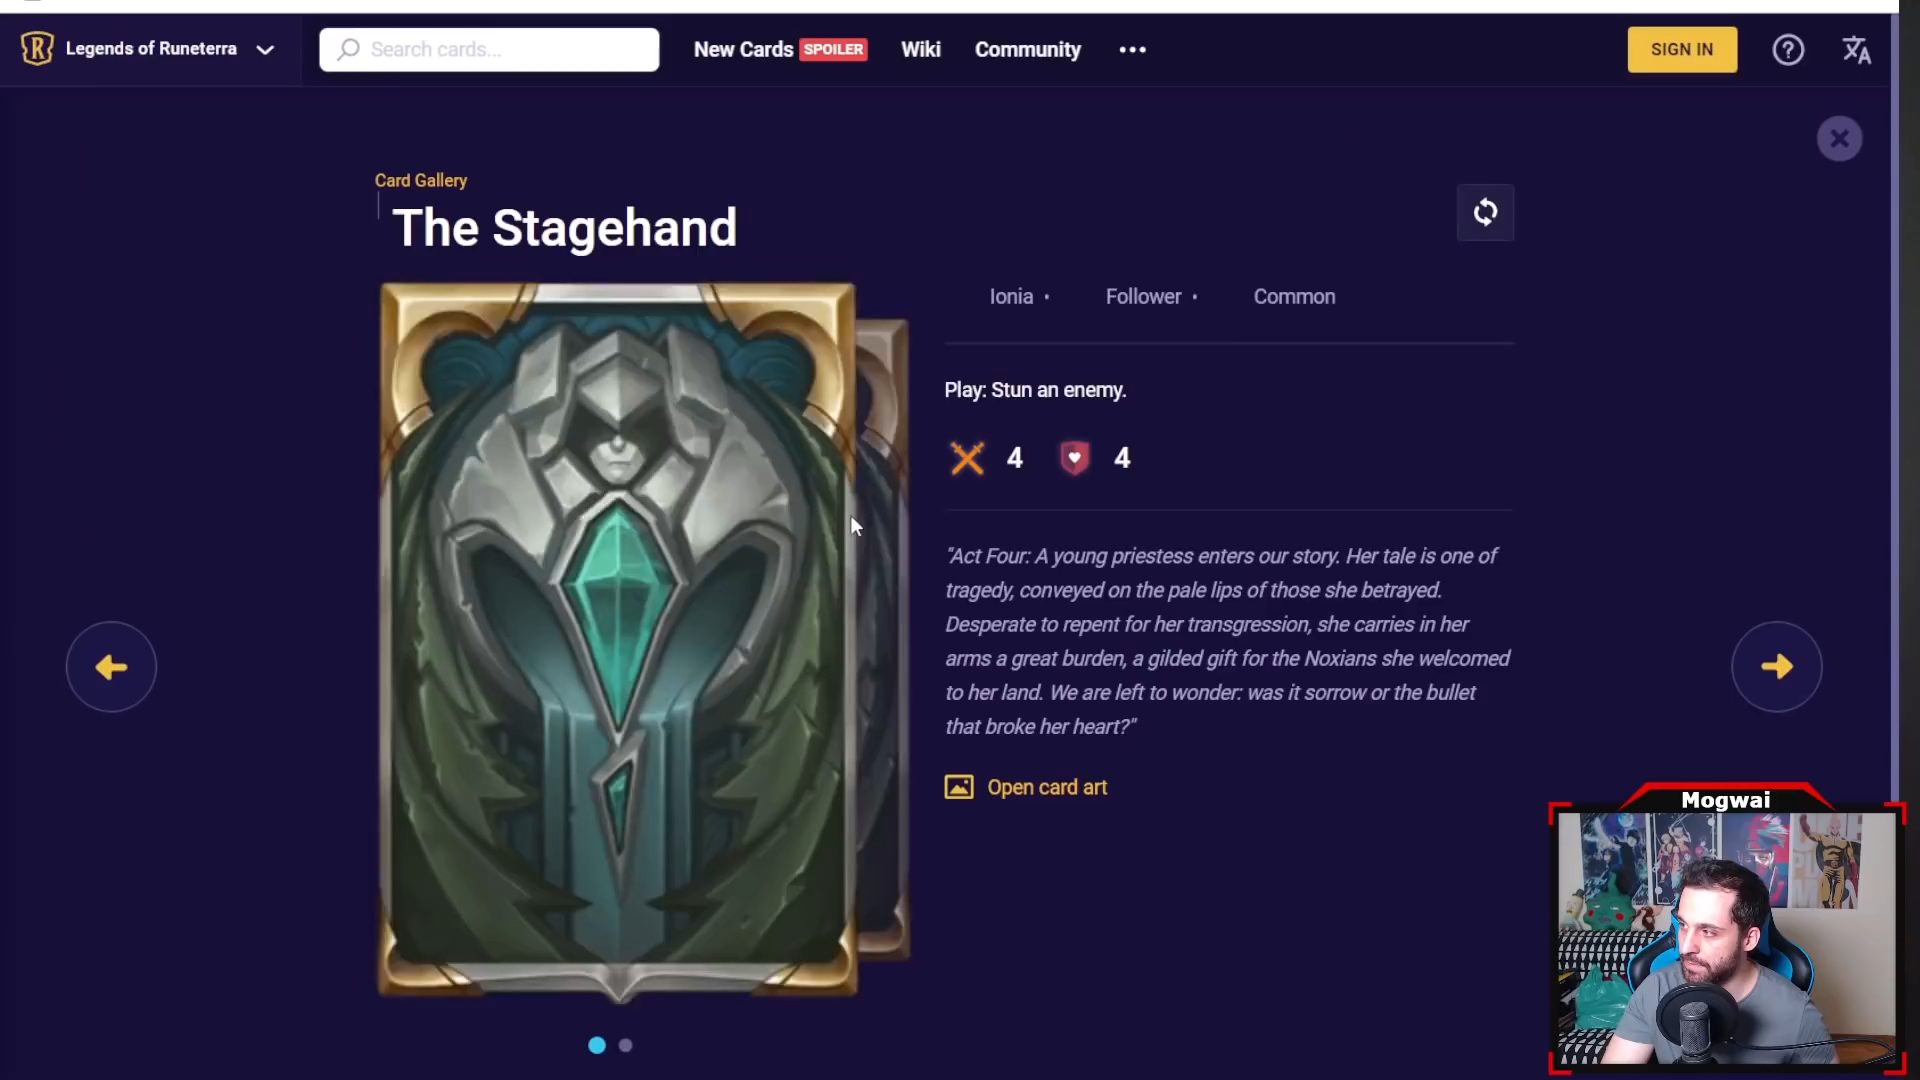 Legends of Runeterra
Search cards...
New Cards SPOILER
Wiki
Community
SIGN IN
Card Gallery
The Stagehand
Ionia • Follower • Common
Play: Stun an enemy.
4 4
"Act Four: A young priestess enters our story. Her tale is one of
tragedy, conveyed on the pale lips of those she betrayed.
Desperate to repent for her transgression, she carries in her
arms a great burden, a gilded gift for the Noxians she welcomed
to her land. We are left to wonder: was it sorrow or the bullet
that broke her heart?"
Open card art
Mogwai